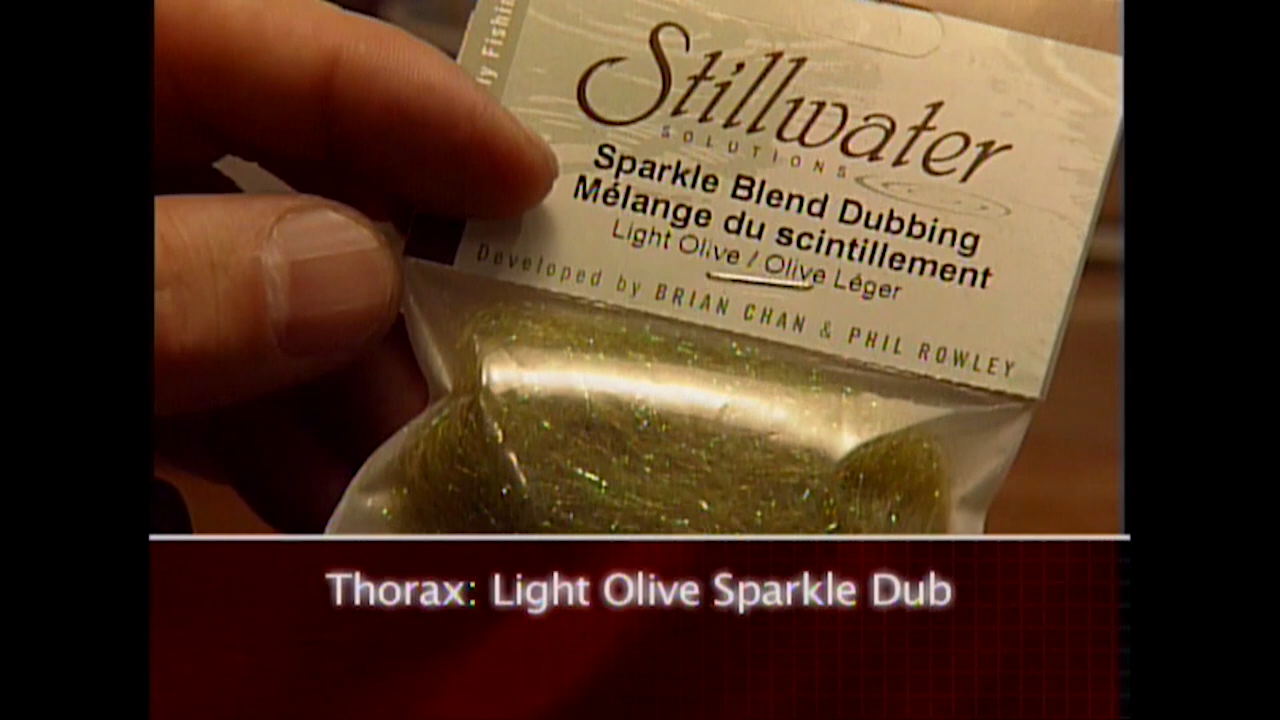 Stillwater
SOLUTIONS
Sparkle Blend Dubbing
Mélange du scintillement
Light Olive / Olive Léger
Developed by BRIAN CHAN & PHIL ROWLEY
Thorax: Light Olive Sparkle Dub